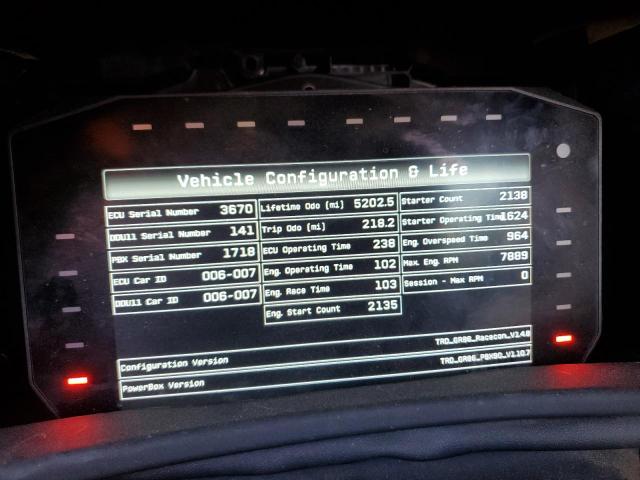 Vehicle Configuration & Life
ECU Serial Number 3670
DDU11 Serial Number 141
PBX Serial Number 1718
ECU Car ID 006-007
DDU11 Car ID 006-007
Lifetime Odo (mi) 5202.5
Trip Odo (mi) 218.2
ECU Operating Time 238
Eng. Operating Time 102
Eng. Race Time 103
Eng. Start Count 2135
Starter Count 2138
Starter Operating Time 1624
Eng. Overspeed Time 964
Max. Eng. RPM 7889
Session - Max RPM 0
Configuration Version TRD_GR86_Racecon_V1.4.8
PowerBox Version TRD_GR86_PBX90_V1.10.7